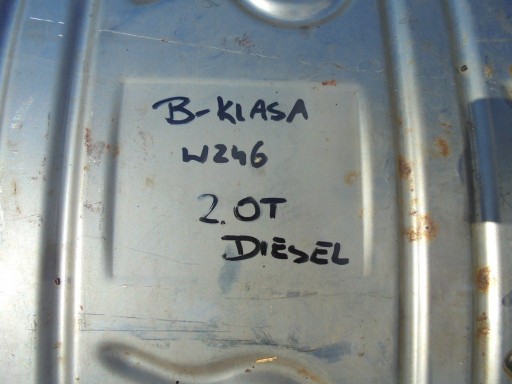 B-KLASA
W246
2.0T
DIESEL